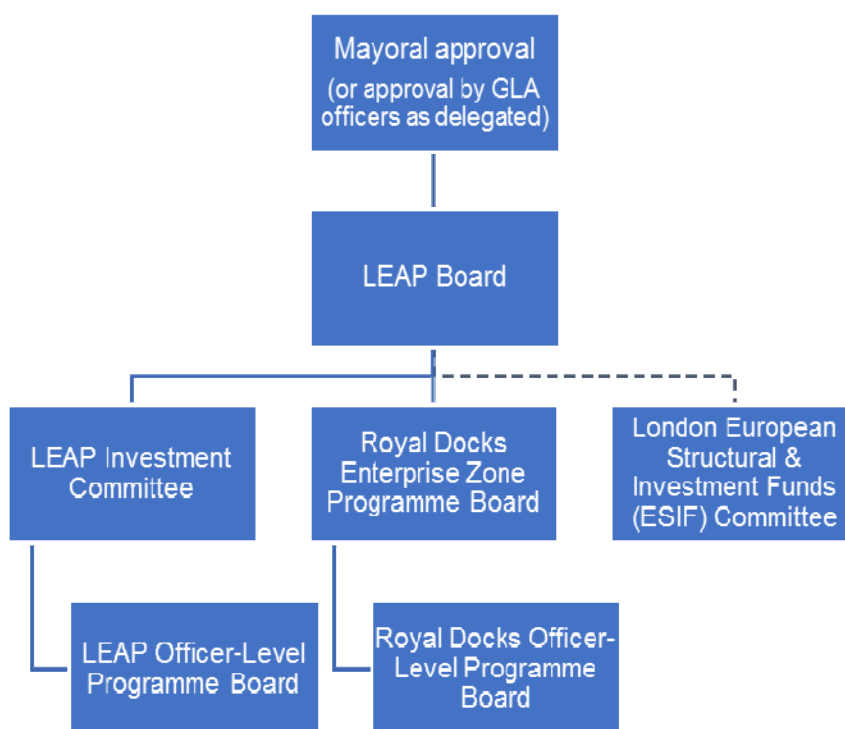 Mayoral approval
(or approval by GLA
officers as delegated)
LEAP Board
LEAP Investment
Committee
Royal Docks
Enterprise Zone
Programme Board
London European
Structural &
Investment Funds
(ESIF) Committee
LEAP Officer-Level
Programme Board
Royal Docks Officer-
Level Programme
Board